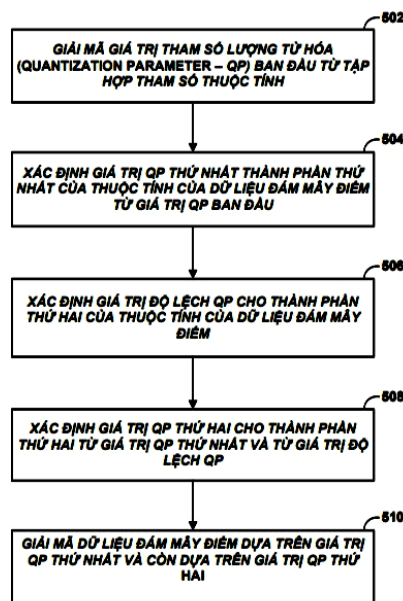 502
GIẢI MÃ GIÁ TRỊ THAM SỐ LƯỢNG TỬ HÓA
(QUANTIZATION PARAMETER – QP) BAN ĐẦU TỪ TẬP
HỢP THAM SỐ THUỘC TÍNH
504
XÁC ĐỊNH GIÁ TRỊ QP THỨ NHẤT THÀNH PHẦN THỨ
NHẤT CỦA THUỘC TÍNH CỦA DỮ LIỆU ĐÁM MÂY ĐIỂM
TỪ GIÁ TRỊ QP BAN ĐẦU
506
XÁC ĐỊNH GIÁ TRỊ ĐỘ LỆCH QP CHO THÀNH PHẦN
THỨ HAI CỦA THUỘC TÍNH CỦA DỮ LIỆU ĐÁM MÂY
ĐIỂM
508
XÁC ĐỊNH GIÁ TRỊ QP THỨ HAI CHO THÀNH PHẦN
THỨ HAI TỪ GIÁ TRỊ QP THỨ NHẤT VÀ TỪ GIÁ TRỊ ĐỘ
LỆCH QP
510
GIẢI MÃ DỮ LIỆU ĐÁM MÂY ĐIỂM DỰA TRÊN GIÁ TRỊ
QP THỨ NHẤT VÀ CÒN DỰA TRÊN GIÁ TRỊ QP THỨ
HAI